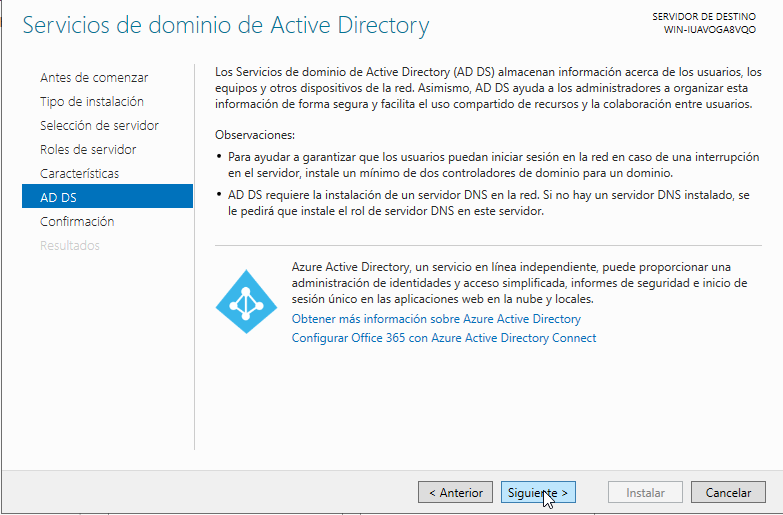 Servicios de dominio de Active Directory
SERVIDOR DE DESTINO
WIN-IUAVOGA8VQO
Antes de comenzar
Tipo de instalación
Selección de servidor
Roles de servidor
Características
AD DS
Confirmación
Resultados
Los Servicios de dominio de Active Directory (AD DS) almacenan información acerca de los usuarios, los
equipos y otros dispositivos de la red. Asimismo, AD DS ayuda a los administradores a organizar esta
información de forma segura y facilita el uso compartido de recursos y la colaboración entre usuarios.
Observaciones:
• Para ayudar a garantizar que los usuarios puedan iniciar sesión en la red en caso de una interrupción
en el servidor, instale un mínimo de dos controladores de dominio para un dominio.
• AD DS requiere la instalación de un servidor DNS en la red. Si no hay un servidor DNS instalado, se
le pedirá que instale el rol de servidor DNS en este servidor.
Azure Active Directory, un servicio en línea independiente, puede proporcionar una
administración de identidades y acceso simplificada, informes de seguridad e inicio de
sesión único en las aplicaciones web en la nube y locales.
Obtener más información sobre Azure Active Directory
Configurar Office 365 con Azure Active Directory Connect
< Anterior
Siguiente >
Instalar
Cancelar